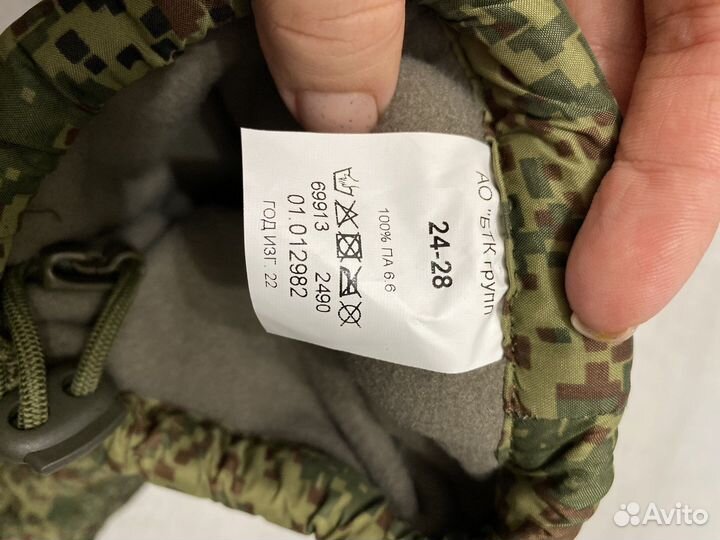 АО "БТК групп
24-28
100% ПА 6.6
69913 2490
01.012982
ГОД ИЗГ. 22
Avito